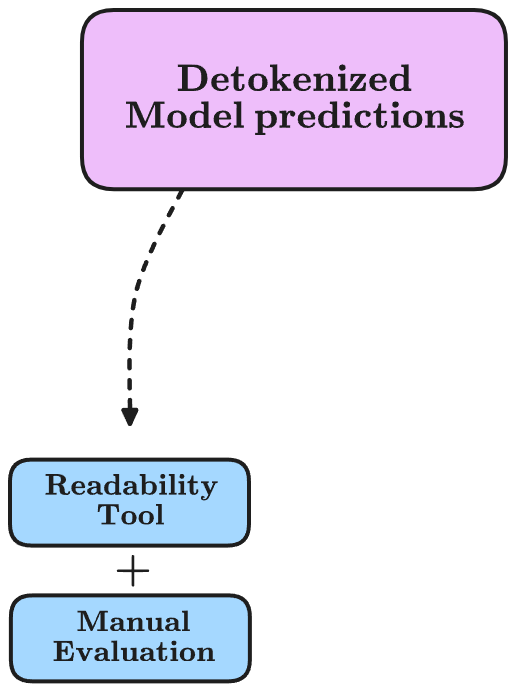 Detokenized
Model predictions
Readability
Tool
+
Manual
Evaluation